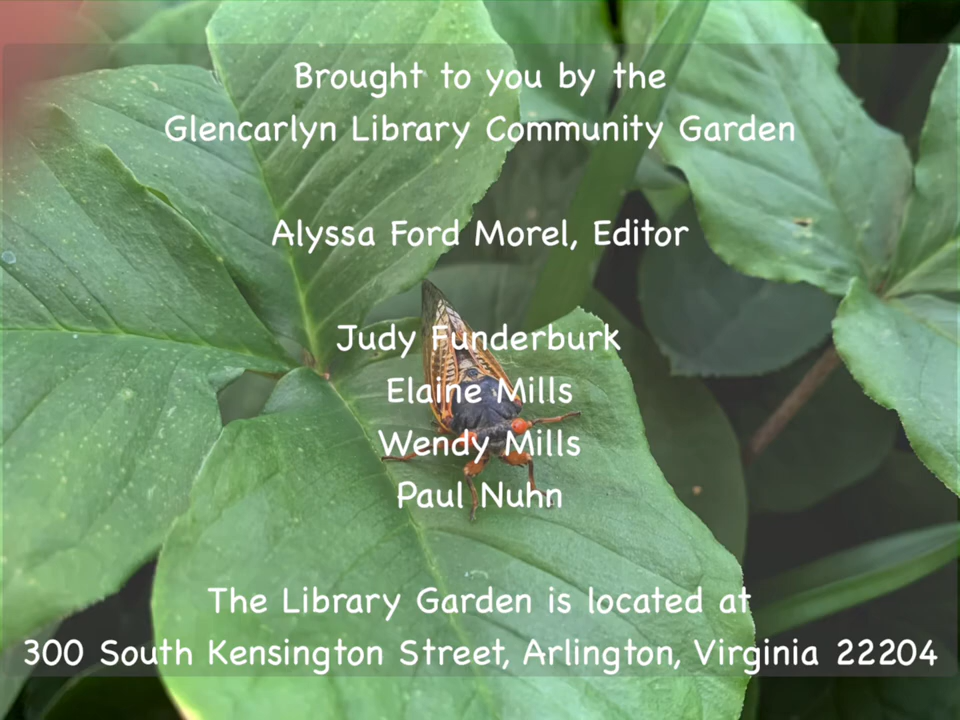 Brought to you by the
Glencarlyn Library Community Garden
Alyssa Ford Morel, Editor
Judy Funderburk
Elaine Mills
Wendy Mills
Paul Nuhn
The Library Garden is located at
300 South Kensington Street, Arlington, Virginia 22204